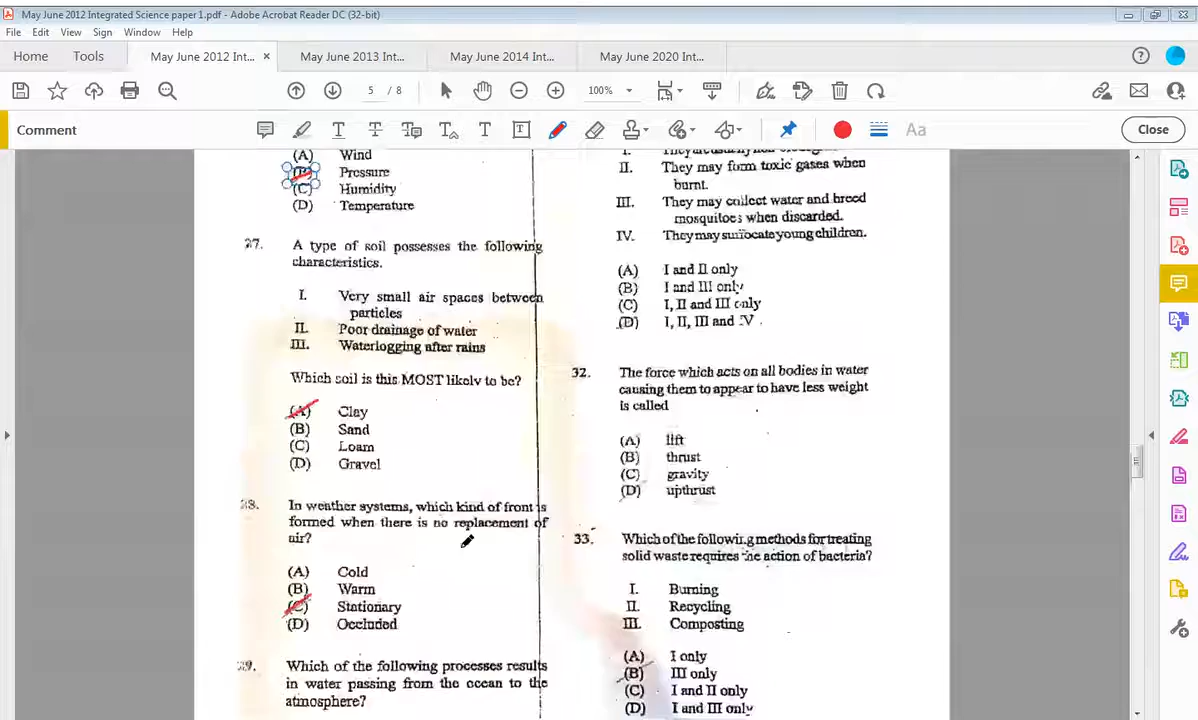 May June 2012 Integrated Science paper 1.pdf - Adobe Acrobat Reader DC (32-bit)
File Edit View Sign Window Help
Home Tools May June 2012 Int... × May June 2013 Int... May June 2014 Int... May June 2020 Int...
5 / 8 100%
Comment Close
(A) Wind
Pressure
(C) Humidity
(D) Temperature
27. A type of soil possesses the following
characteristics.
I. Very small air spaces between
particles
II. Poor drainage of water
III. Waterlogging after rains
Which soil is this MOST likely to be?
(A) Clay
(B) Sand
(C) Loam
(D) Gravel
28. In weather systems, which kind of front is
formed when there is no replacement of
air?
(A) Cold
(B) Warm
(C) Stationary
(D) Occluded
29. Which of the following processes results
in water passing from the ocean to the
atmosphere?
I. They are usually
II. They may form toxic gases when
burnt.
III. They may collect water and breed
mosquitoes when discarded.
IV. They may suffocate young children.
(A) I and II only
(B) I and III only
(C) I, II and III only
(D) I, II, III and IV .
32. The force which acts on all bodies in water
causing them to appear to have less weight
is called
(A) lift
(B) thrust
(C) gravity
(D) upthrust
33. Which of the following methods for treating
solid waste requires the action of bacteria?
I. Burning
II. Recycling
III. Composting
(A) I only
(B) III only
(C) I and II only
(D) I and III only